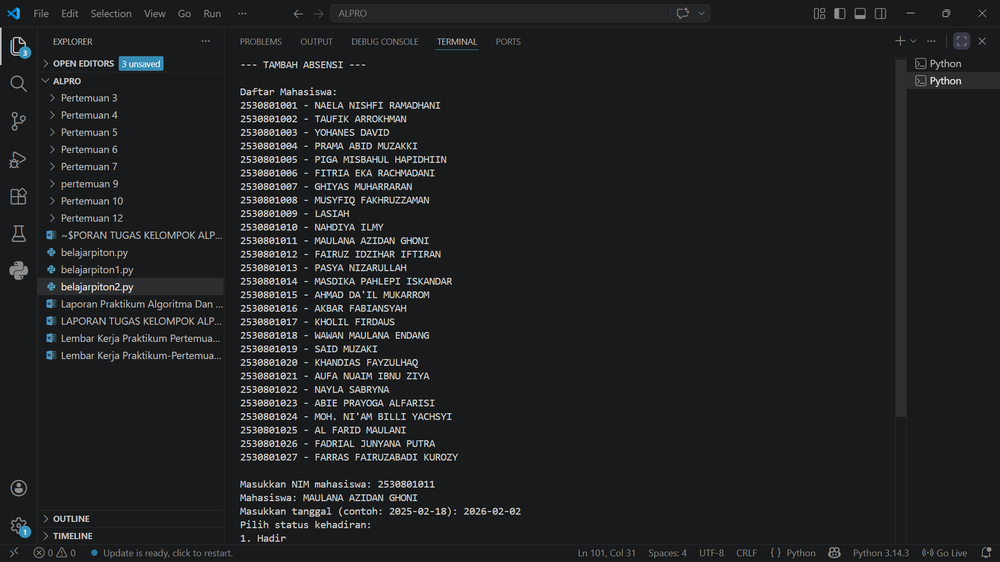 File Edit Selection View Go Run ···
ALPRO
EXPLORER
OPEN EDITORS 3 unsaved
ALPRO
Pertemuan 3
Pertemuan 4
Pertemuan 5
Pertemuan 6
Pertemuan 7
pertemuan 9
Pertemuan 10
Pertemuan 12
~$PORAN TUGAS KELOMPOK ALP...
belajarpiton.py
belajarpiton1.py
belajarpiton2.py
Laporan Praktikum Algoritma Dan ...
LAPORAN TUGAS KELOMPOK ALP...
Lembar Kerja Praktikum Pertemua...
Lembar Kerja Praktikum-Pertemua...
OUTLINE
TIMELINE
3
1
PROBLEMS OUTPUT DEBUG CONSOLE TERMINAL PORTS
--- TAMBAH ABSENSI ---
Daftar Mahasiswa:
2530801001 - NAELA NISHFI RAMADHANI
2530801002 - TAUFIK ARROKHMAN
2530801003 - YOHANES DAVID
2530801004 - PRAMA ABID MUZAKKI
2530801005 - PIGA MISBAHUL HAPIDHIIN
2530801006 - FITRIA EKA RACHMADANI
2530801007 - GHIYAS MUHARRARAN
2530801008 - MUSYFIQ FAKHRUZZAMAN
2530801009 - LASIAH
2530801010 - NAHDIYA ILMY
2530801011 - MAULANA AZIDAN GHONI
2530801012 - FAIRUZ IDZIHAR IFTIRAN
2530801013 - PASYA NIZARULLAH
2530801014 - MASDIKA PAHLEPI ISKANDAR
2530801015 - AHMAD DA'IL MUKARROM
2530801016 - AKBAR FABIANSYAH
2530801017 - KHOLIL FIRDAUS
2530801018 - WAWAN MAULANA ENDANG
2530801019 - SAID MUZAKI
2530801020 - KHANDIAS FAYZULHAQ
2530801021 - AUFA NUAIM IBNU ZIYA
2530801022 - NAYLA SABRYNA
2530801023 - ABIE PRAYOGA ALFARISI
2530801024 - MOH. NI'AM BILLI YACHSYI
2530801025 - AL FARID MAULANI
2530801026 - FADRIAL JUNYANA PUTRA
2530801027 - FARRAS FAIRUZABADI KUROZY
Masukkan NIM mahasiswa: 2530801011
Mahasiswa: MAULANA AZIDAN GHONI
Masukkan tanggal (contoh: 2025-02-18): 2026-02-02
Pilih status kehadiran:
1. Hadir
Python
Python
0 0 Update is ready, click to restart.
Ln 101, Col 31 Spaces: 4 UTF-8 CRLF { } Python Python 3.14.3 Go Live